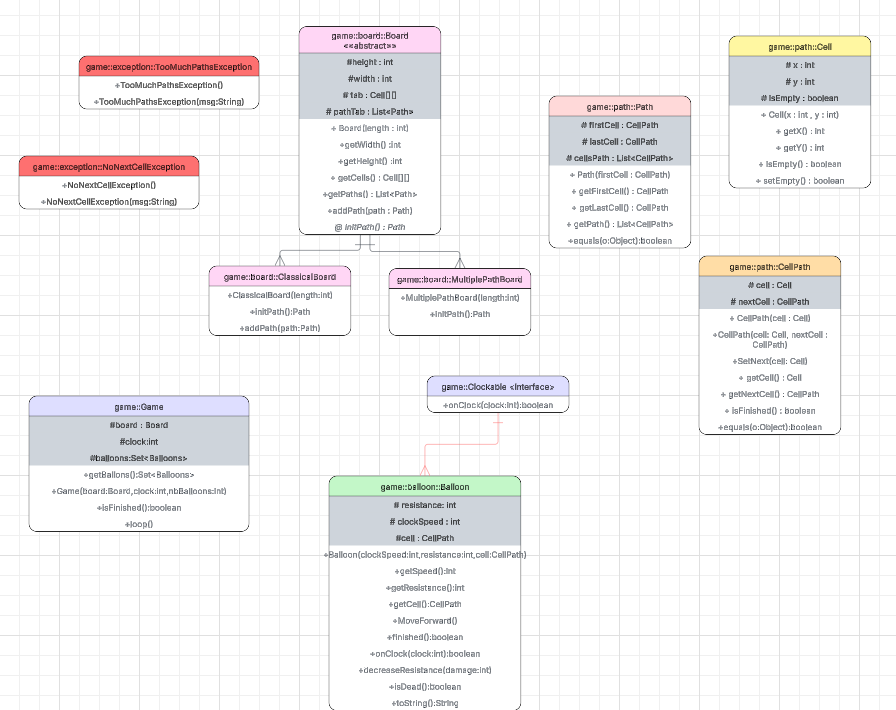 game::exception::TooMuchPathsException
+TooMuchPathsException()
+TooMuchPathsException(msg:String)
game::exception::NoNextCellException
+NoNextCellException()
+NoNextCellException(msg:String)
game::board::Board
<<abstract>>
#height : int
#width : int
# tab : Cell[][]
# pathTab : List<Path>
+ Board(length : int)
+getWidth() :int
+getHeight() :int
+ getCells() : Cell[][]
+getPaths() : List<Path>
+addPath(path : Path)
@ initPath() : Path
game::board::ClassicalBoard
+ClassicalBoard(length:int)
+initPath():Path
+addPath(path:Path)
game::board::MultiplePathBoard
+MultiplePathBoard(length:int)
+initPath():Path
game::path::Path
# firstCell : CellPath
# lastCell : CellPath
# cellsPath : List<CellPath>
+ Path(firstCell : CellPath)
+ getFirstCell() : CellPath
+ getLastCell() : CellPath
+ getPath() : List<CellPath>
+equals(o:Object):boolean
game::path::Cell
# x : int
# y : int
# isEmpty : boolean
+ Cell(x : int , y : int)
+ getX() : int
+ getY() : int
+ isEmpty() : boolean
+ setEmpty() : boolean
game::path::CellPath
# cell : Cell
# nextCell : CellPath
+ CellPath(cell : Cell)
+CellPath(cell: Cell, nextCell :
CellPath)
+SetNext(cell: Cell)
+ getCell() : Cell
+ getNextCell() : CellPath
+ isFinished() : boolean
+equals(o:Object):boolean
game::Game
#board : Board
#clock:int
#balloons:Set<Balloons>
+getBallons():Set<Balloons>
+Game(board:Board,clock:int,nbBalloons:int)
+isFinished():boolean
+loop()
game::Clockable <interface>
+onClock(clock:int):boolean
game::balloon::Balloon
# resistance: int
# clockSpeed : int
#cell : CellPath
+Balloon(clockSpeed:int,resistance:int,cell:CellPath)
+getSpeed():int
+getResistence():int
+getCell():CellPath
+MoveForward()
+finished():boolean
+onClock(clock:int):boolean
+decreaseResistance(damage:int)
+isDead():boolean
+toString():String